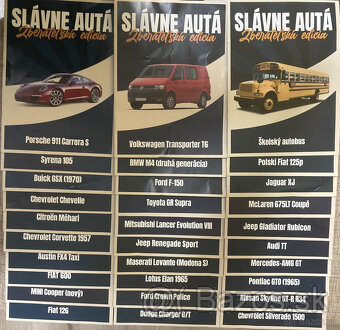 SLÁVNE AUTÁ
Zberateľská edícia
Porsche 911 Carrera S
Syrena 105
Buick GSX (1970)
Chevrolet Chevelle
Citroën Méhari
Chevrolet Corvette 1957
Austin FX4 Taxi
FIAT 600
MINI Cooper (nový)
Fiat 126
SLÁVNE AUTÁ
Zberateľská edícia
Volkswagen Transporter T6
BMW M4 (druhá generácia)
Ford F-150
Toyota GR Supra
Mitsubishi Lancer Evolution VIII
Jeep Renegade Sport
Maserati Levante (Modena S)
Lotus Elan 1965
Ford Crown Police
Dodge Charger R/T
SLÁVNE AUTÁ
Zberateľská edícia
Školský autobus
Polski Fiat 125p
Jaguar XJ
McLaren 675LT Coupé
Jeep Gladiator Rubicon
Audi TT
Mercedes-AMG GT
Pontiac GTO (1965)
Nissan Skyline GT-R R34
Chevrolet Silverado 1500